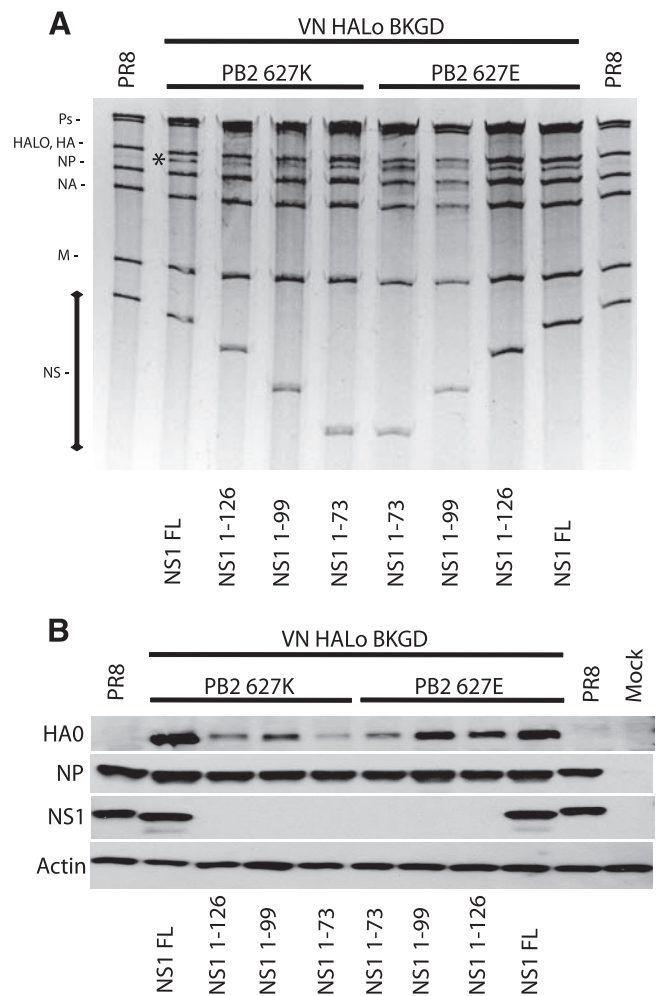 A
VN HALo BKGD
PR8
PB2 627K
PB2 627E
PR8
Ps -
HALO, HA -
*
NP -
NA -
M -
NS -
NS1 FL
NS1 1-126
NS1 1-99
NS1 1-73
NS1 1-73
NS1 1-99
NS1 1-126
NS1 FL
B
VN HALo BKGD
PR8
PB2 627K
PB2 627E
PR8
Mock
HA0
NP
NS1
Actin
NS1 FL
NS1 1-126
NS1 1-99
NS1 1-73
NS1 1-73
NS1 1-99
NS1 1-126
NS1 FL